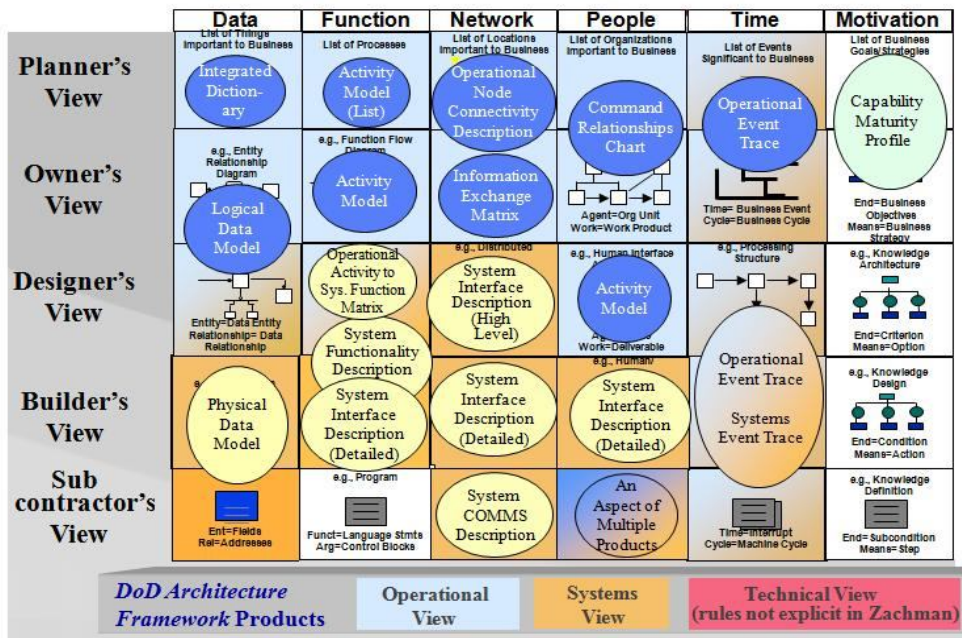 Data Function Network People Time Motivation
Planner's
View
List of Things
Important to Business
Integrated
Diction-
ary
List of Processes
Activity
Model
(List)
List of Locations
Important to Business
Operational
Node
Connectivity
Description
List of Organizations
Important to Business
Command
Relationships
Chart
List of Events
Significant to Business
Operational
Event
Trace
List of Business
Goals/Strategies
Capability
Maturity
Profile
Owner's
View
e.g., Entity
Relationship
Diagram
Logical
Data
Model
e.g., Function Flow
Activity
Model
Information
Exchange
Matrix
Agent=Org Unit
Work=Work Product
Time= Business Event
Cycle=Business Cycle
End=Business
Objectives
Means=Business
Strategy
Designer's
View
Entity=Data Entity
Relationship= Data
Relationship
Operational
Activity to
Sys. Function
Matrix
System
Functionality
Description
e.g., Distributed
System
Interface
Description
(High
Level)
e.g., Human Interface
Activity
Model
Work=Deliverable
e.g., Processing
Structure
e.g., Knowledge
Architecture
End=Criterion
Means=Option
Builder's
View
Physical
Data
Model
System
Interface
Description
(Detailed)
System
Interface
Description
(Detailed)
e.g., Human/
System
Interface
Description
(Detailed)
Operational
Event Trace
Systems
Event Trace
e.g., Knowledge
Design
End=Condition
Means=Action
Sub
contractor's
View
Ent=Fields
Rel=Addresses
e.g., Program
Funct=Language Stmts
Arg=Control Blocks
System
COMMS
Description
An
Aspect of
Multiple
Products
Time=Interrupt
Cycle=Machine Cycle
e.g., Knowledge
Definition
End= Subcondition
Means= Step
DoD Architecture
Framework Products
Operational
View
Systems
View
Technical View
(rules not explicit in Zachman)